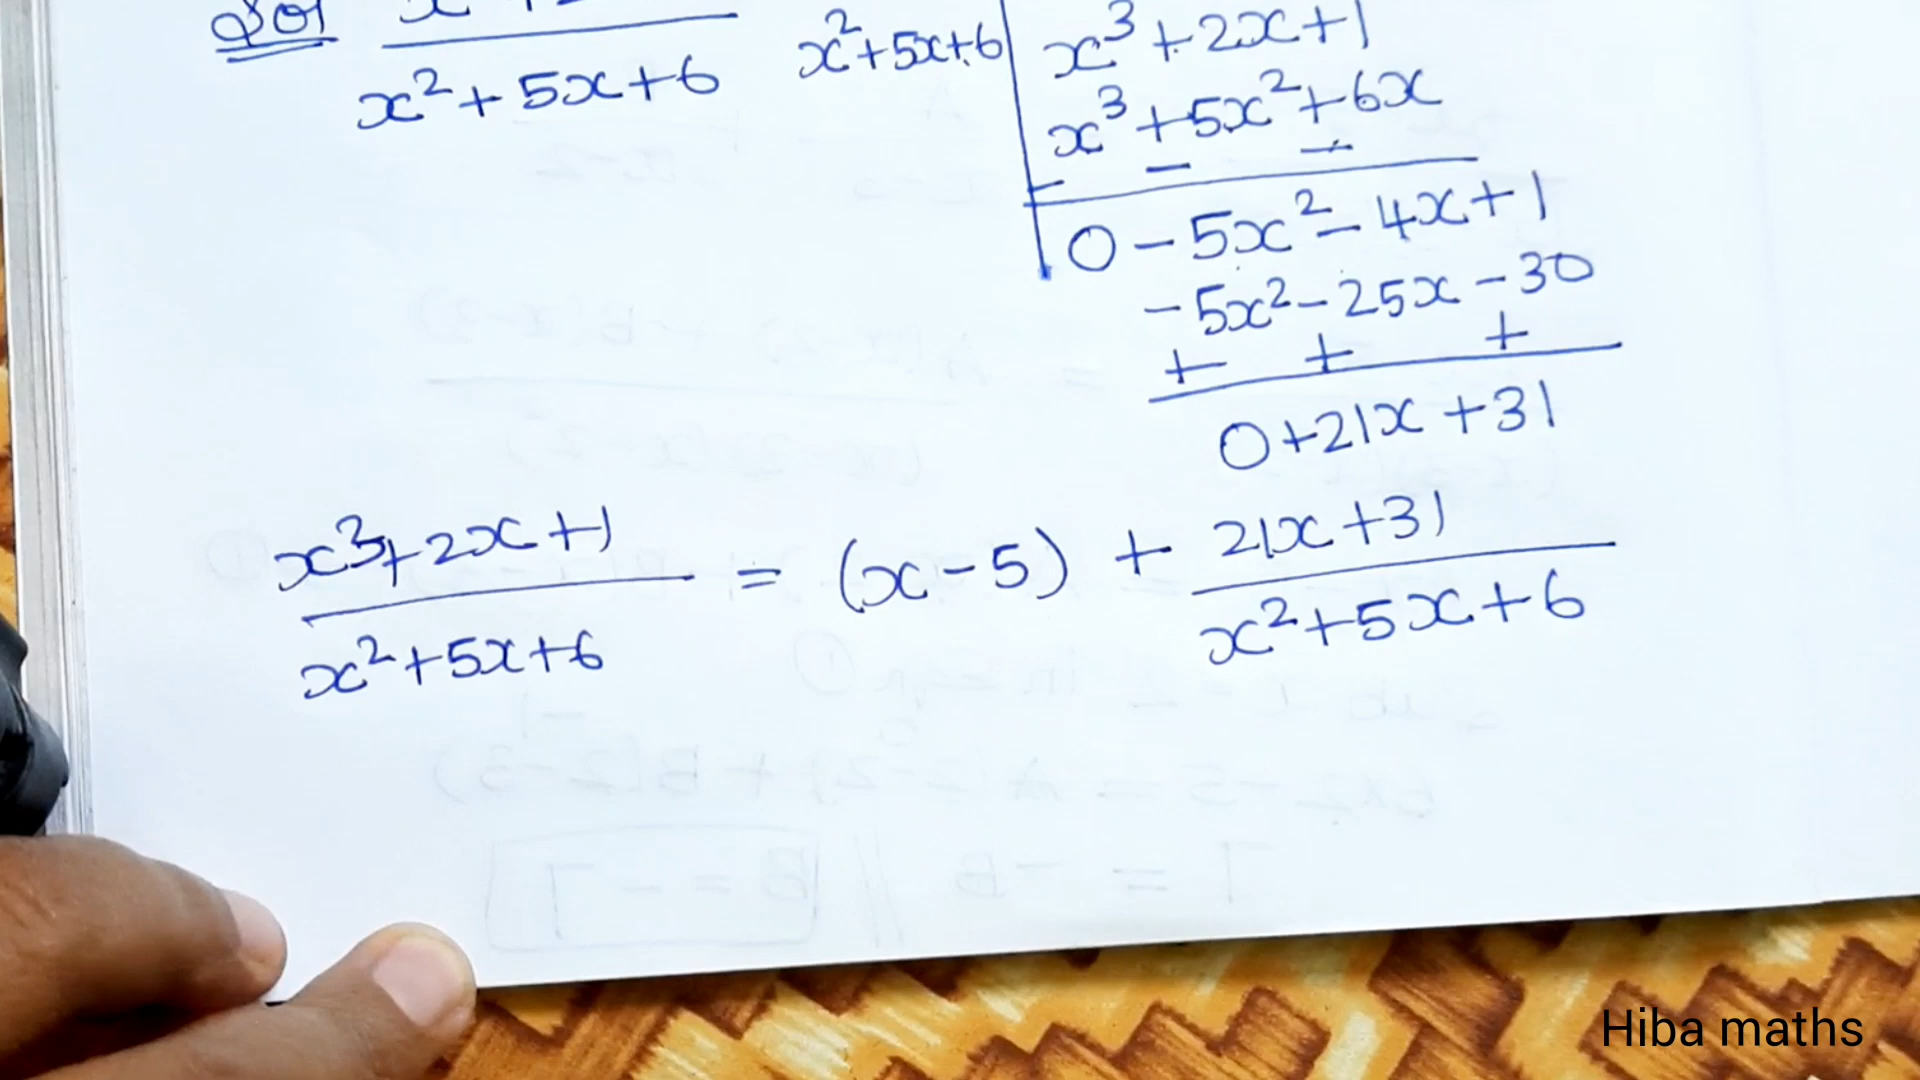 Sol
x²+5x+6
x²+5x+6 | x³+2x+1
x³+5x²+6x
− − −
0 − 5x² − 4x + 1
−5x² − 25x − 30
+ + +
0 + 21x + 31
x³+2x+1 / x²+5x+6 = (x−5) + 21x+31 / x²+5x+6
Hiba maths